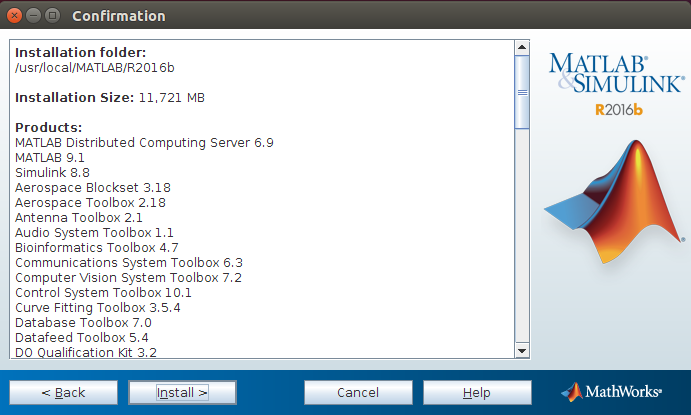 Confirmation
Installation folder:
/usr/local/MATLAB/R2016b
Installation Size: 11,721 MB
Products:
MATLAB Distributed Computing Server 6.9
MATLAB 9.1
Simulink 8.8
Aerospace Blockset 3.18
Aerospace Toolbox 2.18
Antenna Toolbox 2.1
Audio System Toolbox 1.1
Bioinformatics Toolbox 4.7
Communications System Toolbox 6.3
Computer Vision System Toolbox 7.2
Control System Toolbox 10.1
Curve Fitting Toolbox 3.5.4
Database Toolbox 7.0
Datafeed Toolbox 5.4
DO Qualification Kit 3.2
MATLAB®
&SIMULINK®
R2016b
< Back
Install >
Cancel
Help
MathWorks®